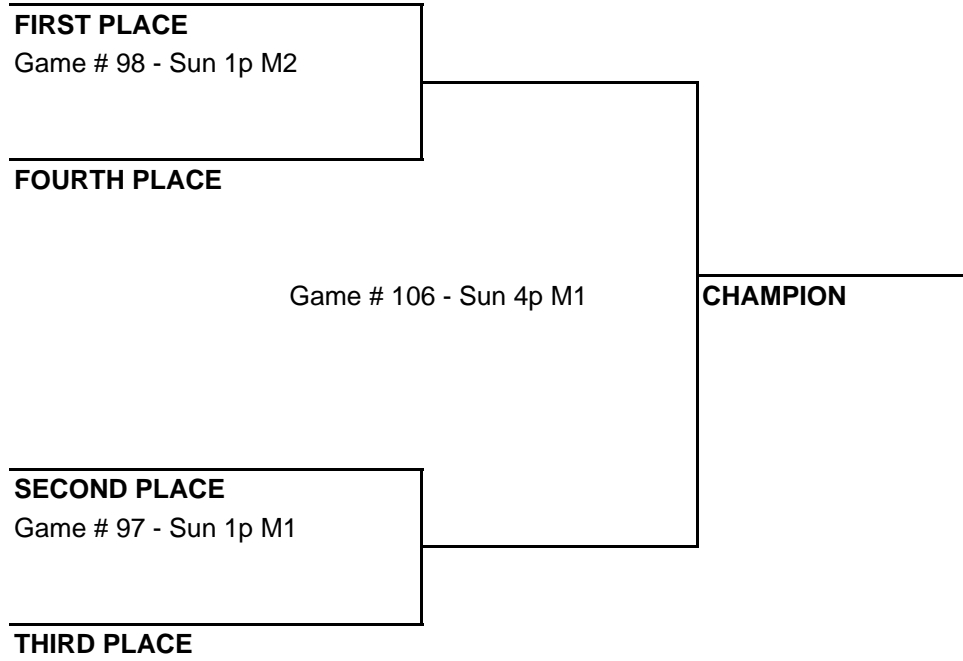 FIRST PLACE
Game # 98 - Sun 1p M2
FOURTH PLACE
Game # 106 - Sun 4p M1
CHAMPION
SECOND PLACE
Game # 97 - Sun 1p M1
THIRD PLACE